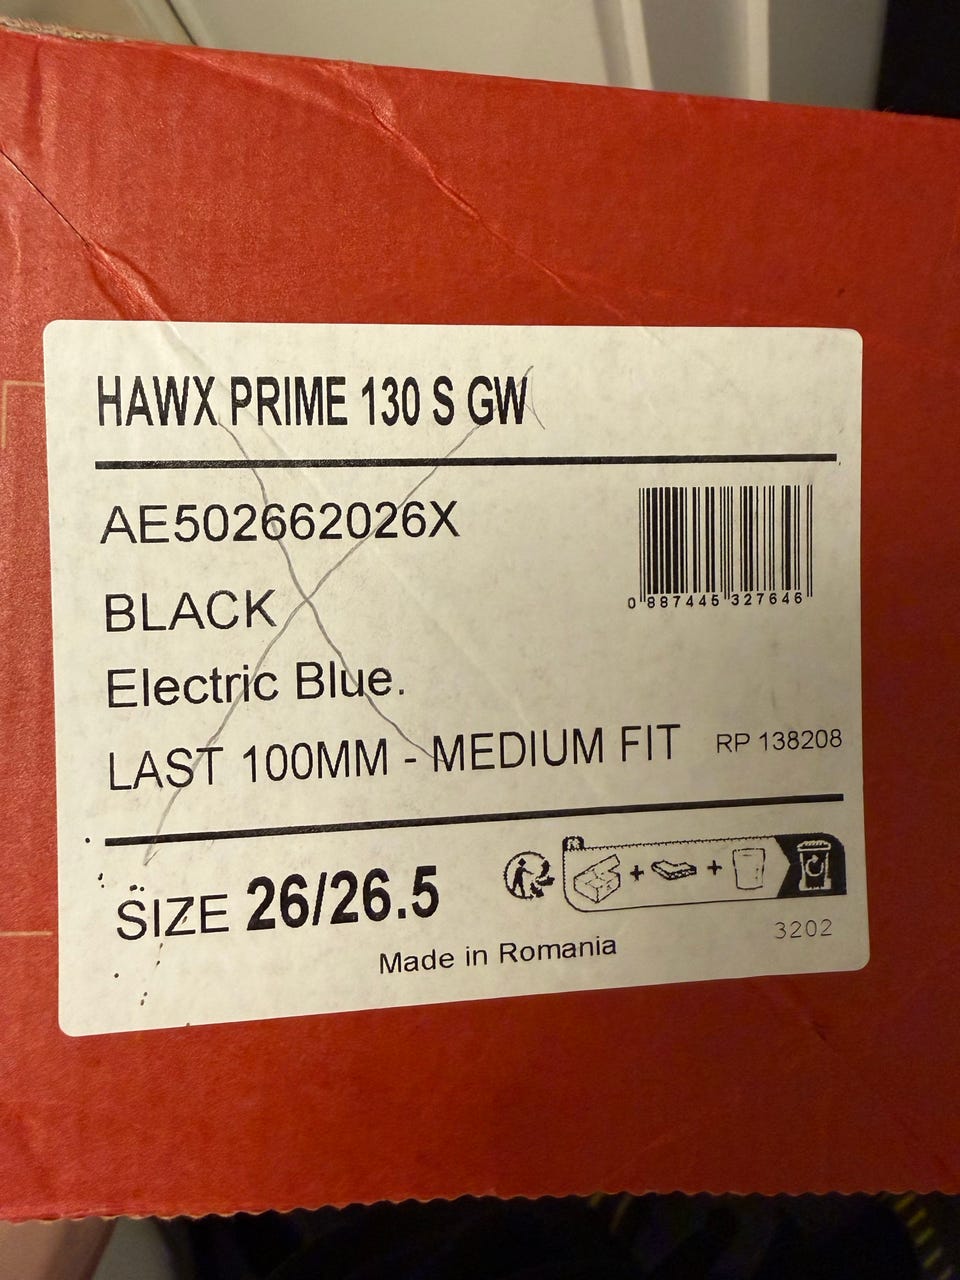 HAWX PRIME 130 S GW
AE502662026X
BLACK
0 887445 327646
Electric Blue.
LAST 100MM - MEDIUM FIT
RP 138208
SIZE 26/26.5
FR
3202
Made in Romania